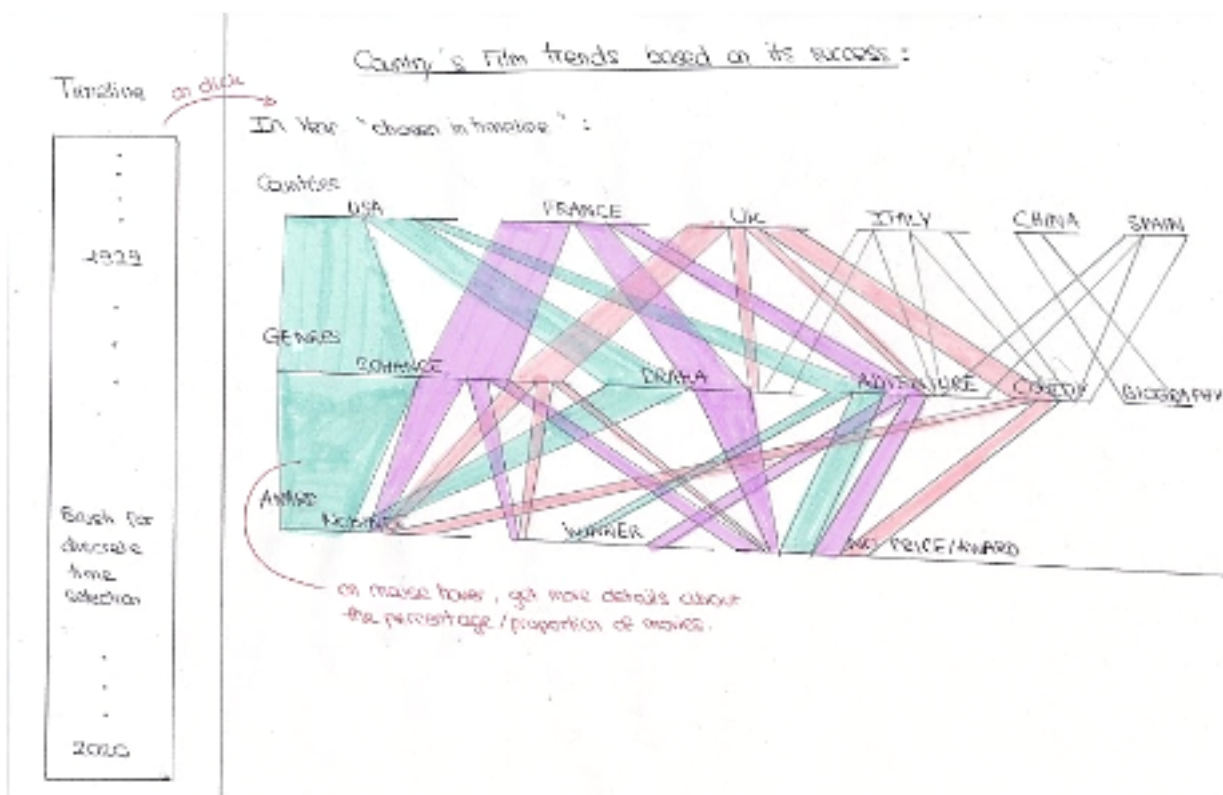 Country's Film trends based on its success :
Timeline
on click
In Year "chosen in timeline" :
Countries
USA FRANCE UK ITALY CHINA SPAIN
1929
GENRES
ROMANCE DRAMA ADVENTURE COMEDY BIOGRAPHY
AWARD
NOMINEE WINNER NO PRICE/AWARD
Brush for
discrete
time
selection
on mouse hover, get more details about
the percentage/proportion of movies.
2020